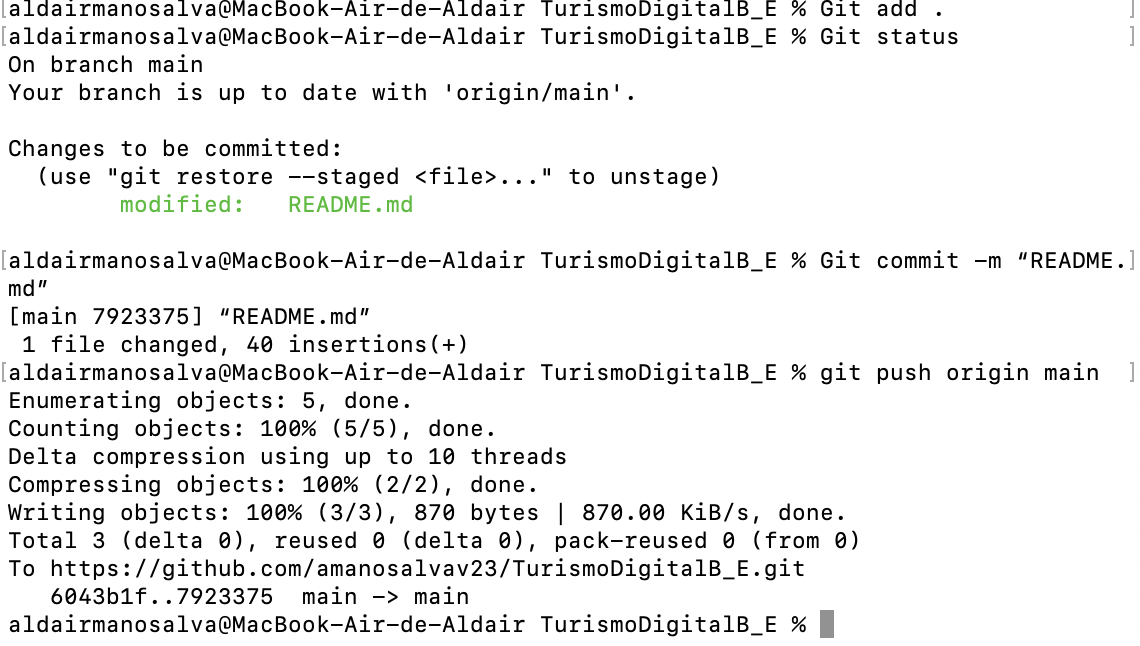 [aldairmanosalva@MacBook-Air-de-Aldair TurismoDigitalB_E % Git add . ]
[aldairmanosalva@MacBook-Air-de-Aldair TurismoDigitalB_E % Git status ]
On branch main
Your branch is up to date with 'origin/main'.
Changes to be committed:
  (use "git restore --staged <file>..." to unstage)
        modified:   README.md
[aldairmanosalva@MacBook-Air-de-Aldair TurismoDigitalB_E % Git commit -m “README.]
md”
[main 7923375] “README.md”
 1 file changed, 40 insertions(+)
[aldairmanosalva@MacBook-Air-de-Aldair TurismoDigitalB_E % git push origin main ]
Enumerating objects: 5, done.
Counting objects: 100% (5/5), done.
Delta compression using up to 10 threads
Compressing objects: 100% (2/2), done.
Writing objects: 100% (3/3), 870 bytes | 870.00 KiB/s, done.
Total 3 (delta 0), reused 0 (delta 0), pack-reused 0 (from 0)
To https://github.com/amanosalvav23/TurismoDigitalB_E.git
   6043b1f..7923375  main -> main
aldairmanosalva@MacBook-Air-de-Aldair TurismoDigitalB_E %